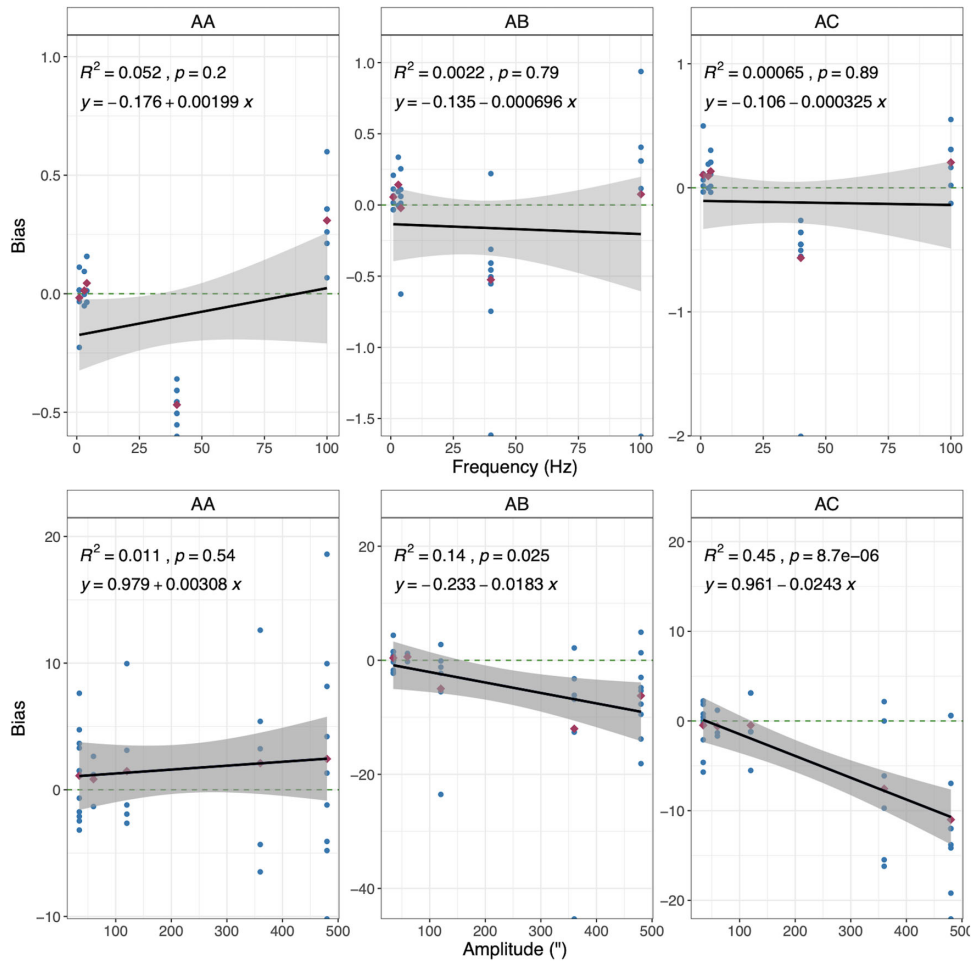 AA
AB
AC
R² = 0.052 , p = 0.2
y = −0.176 + 0.00199 x
R² = 0.0022 , p = 0.79
y = −0.135 − 0.000696 x
R² = 0.00065 , p = 0.89
y = −0.106 − 0.000325 x
Bias
1.0
0.5
0.0
−0.5
1.0
0.5
0.0
−0.5
−1.0
−1.5
1
0
−1
−2
0 25 50 75 100
0 25 50 75 100
0 25 50 75 100
Frequency (Hz)
AA
AB
AC
R² = 0.011 , p = 0.54
y = 0.979 + 0.00308 x
R² = 0.14 , p = 0.025
y = −0.233 − 0.0183 x
R² = 0.45 , p = 8.7e−06
y = 0.961 − 0.0243 x
Bias
20
10
0
−10
20
0
−20
−40
20
10
0
−10
−20
100 200 300 400 500
100 200 300 400 500
100 200 300 400 500
Amplitude (")